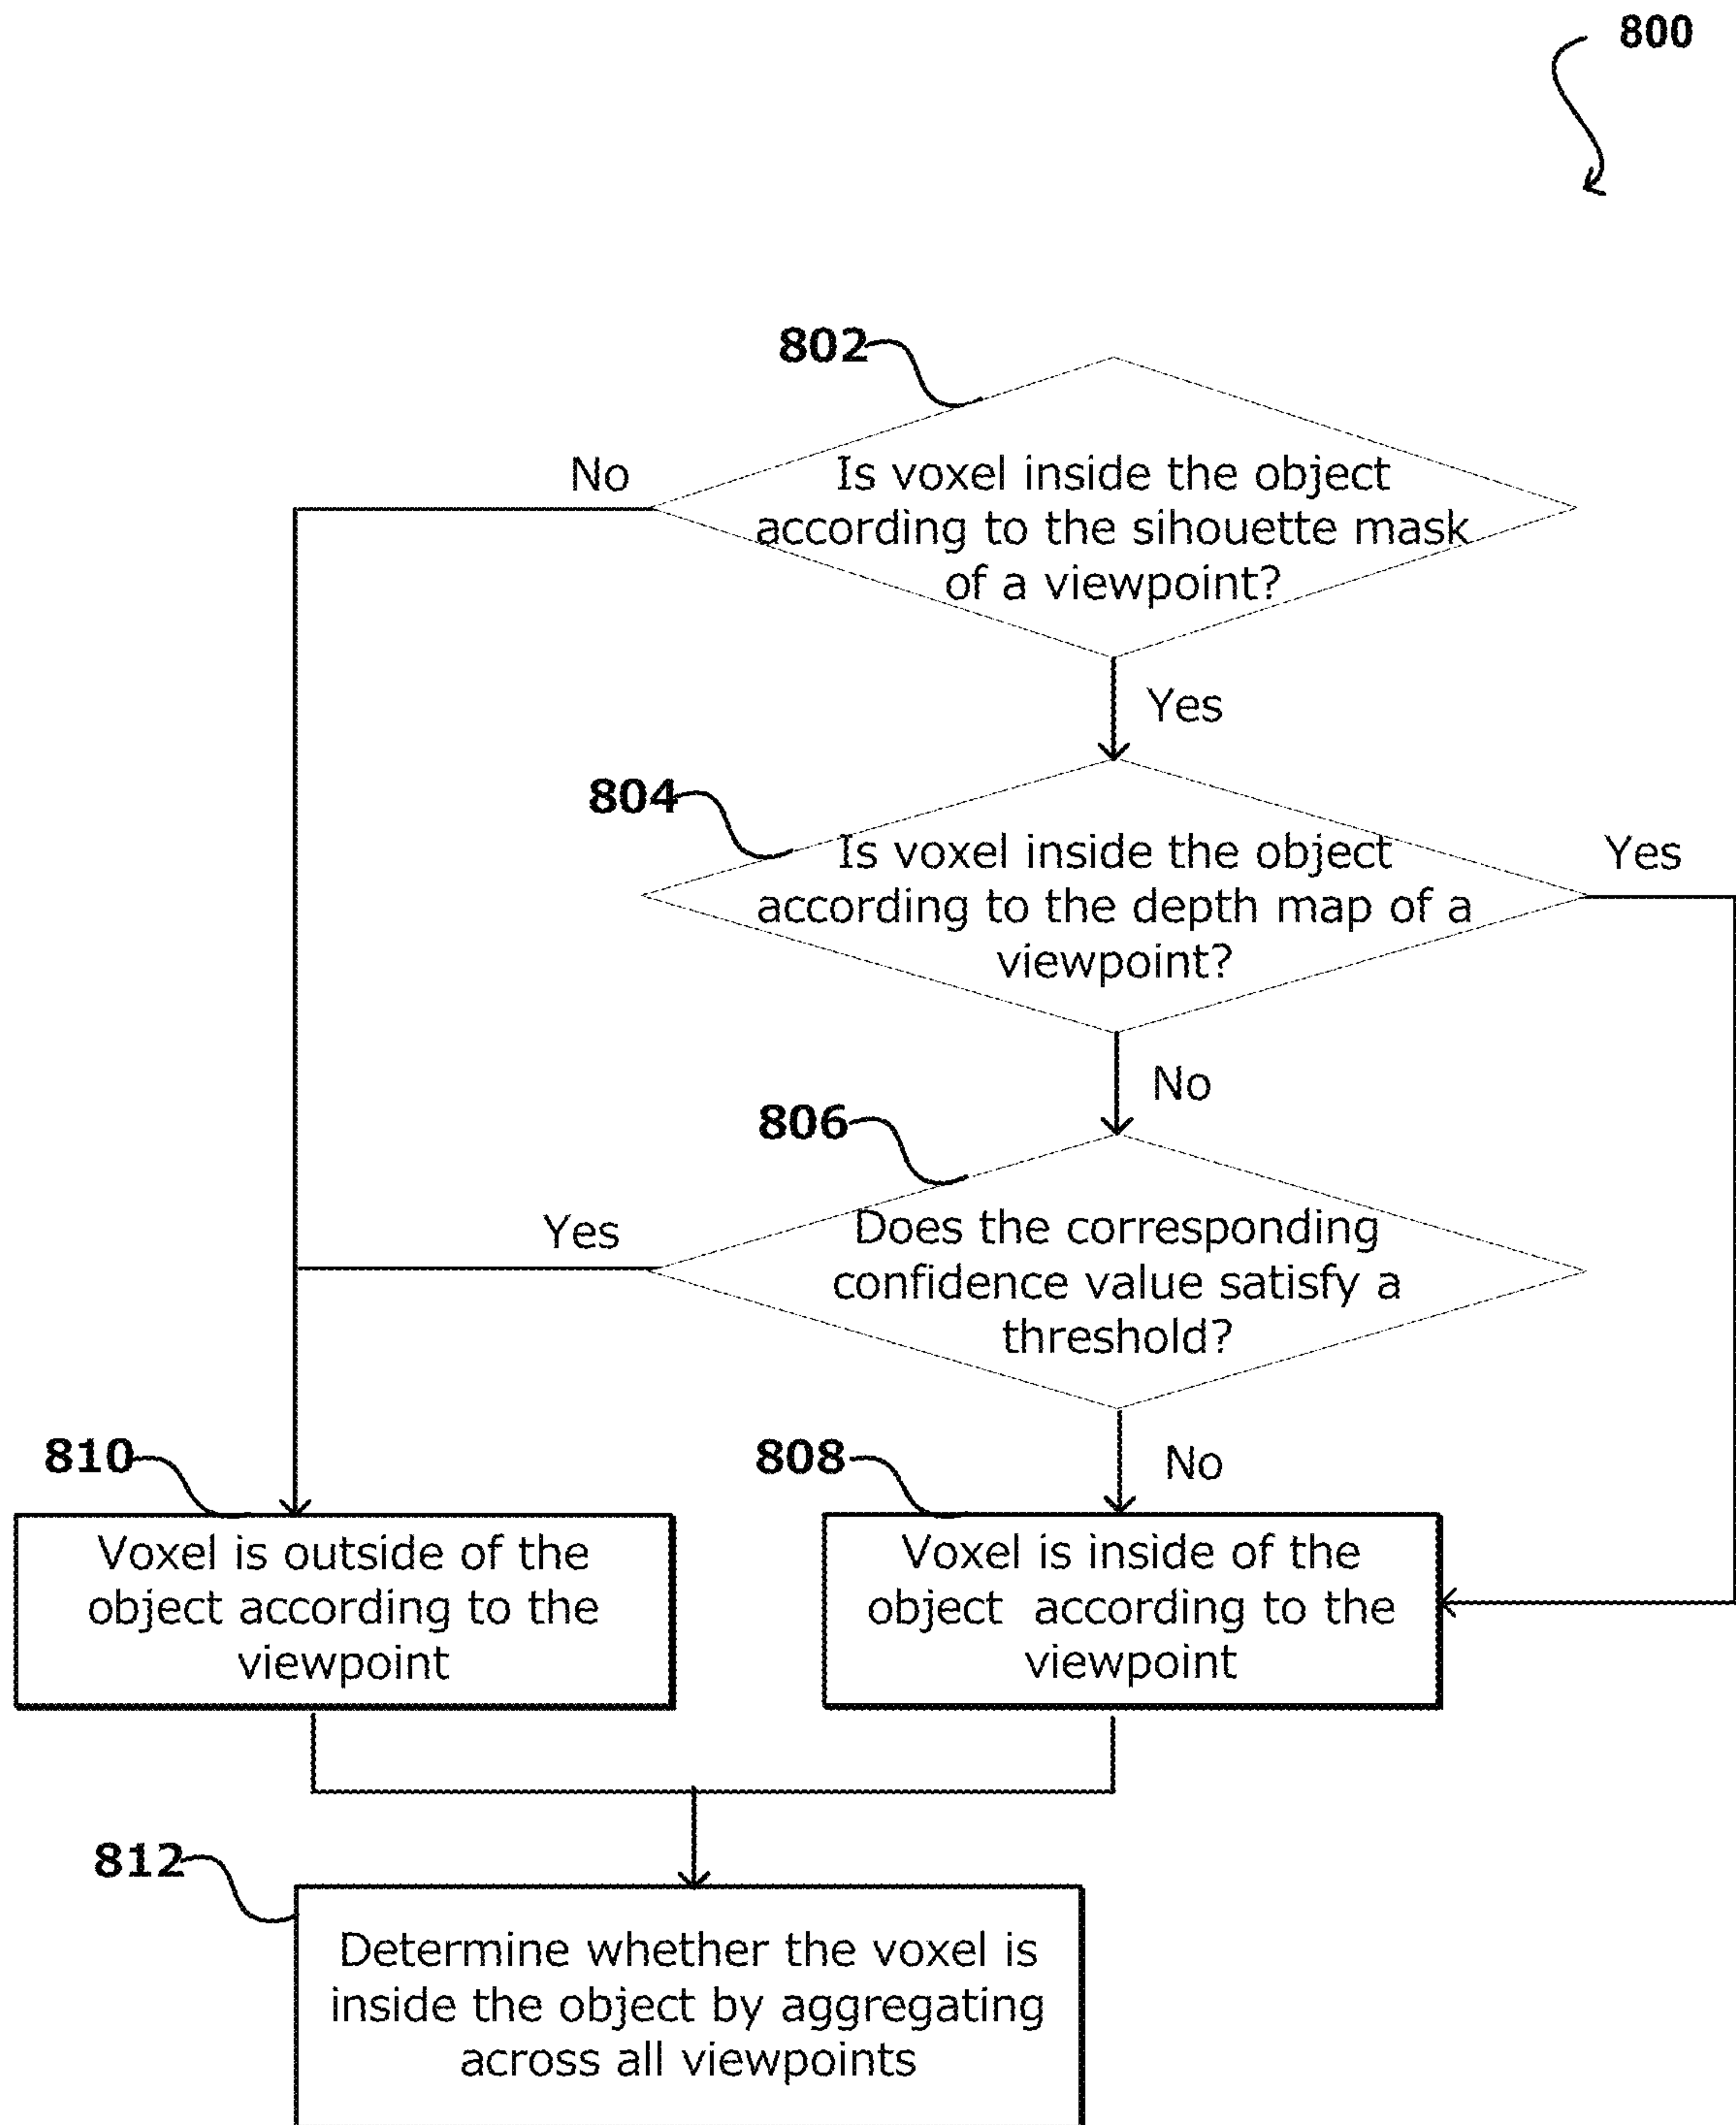 800
802
No
Is voxel inside the object
according to the sihouette mask
of a viewpoint?
Yes
804
Is voxel inside the object
according to the depth map of a
viewpoint?
Yes
No
806
Yes
Does the corresponding
confidence value satisfy a
threshold?
810
808
No
Voxel is outside of the
object according to the
viewpoint
Voxel is inside of the
object according to the
viewpoint
812
Determine whether the voxel is
inside the object by aggregating
across all viewpoints